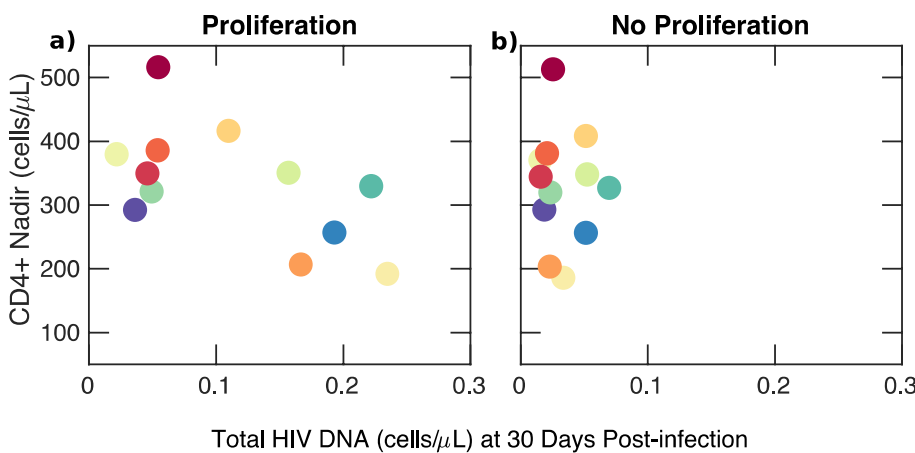 Proliferation
No Proliferation
a)
b)
CD4+ Nadir (cells/μL)
500
400
300
200
100
0
0.1
0.2
0.3
0
0.1
0.2
0.3
Total HIV DNA (cells/μL) at 30 Days Post-infection